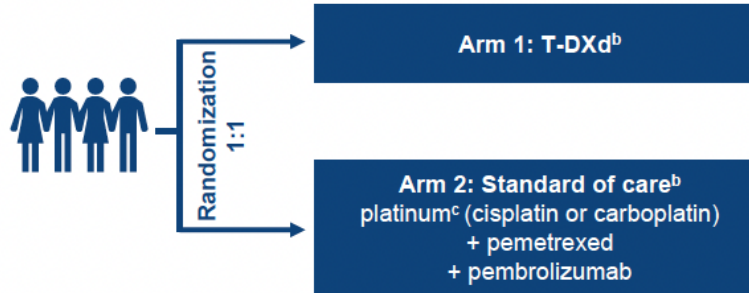 Randomization
1:1
Arm 1: T-DXdᵇ
Arm 2: Standard of careᵇ
platinumᶜ (cisplatin or carboplatin)
+ pemetrexed
+ pembrolizumab